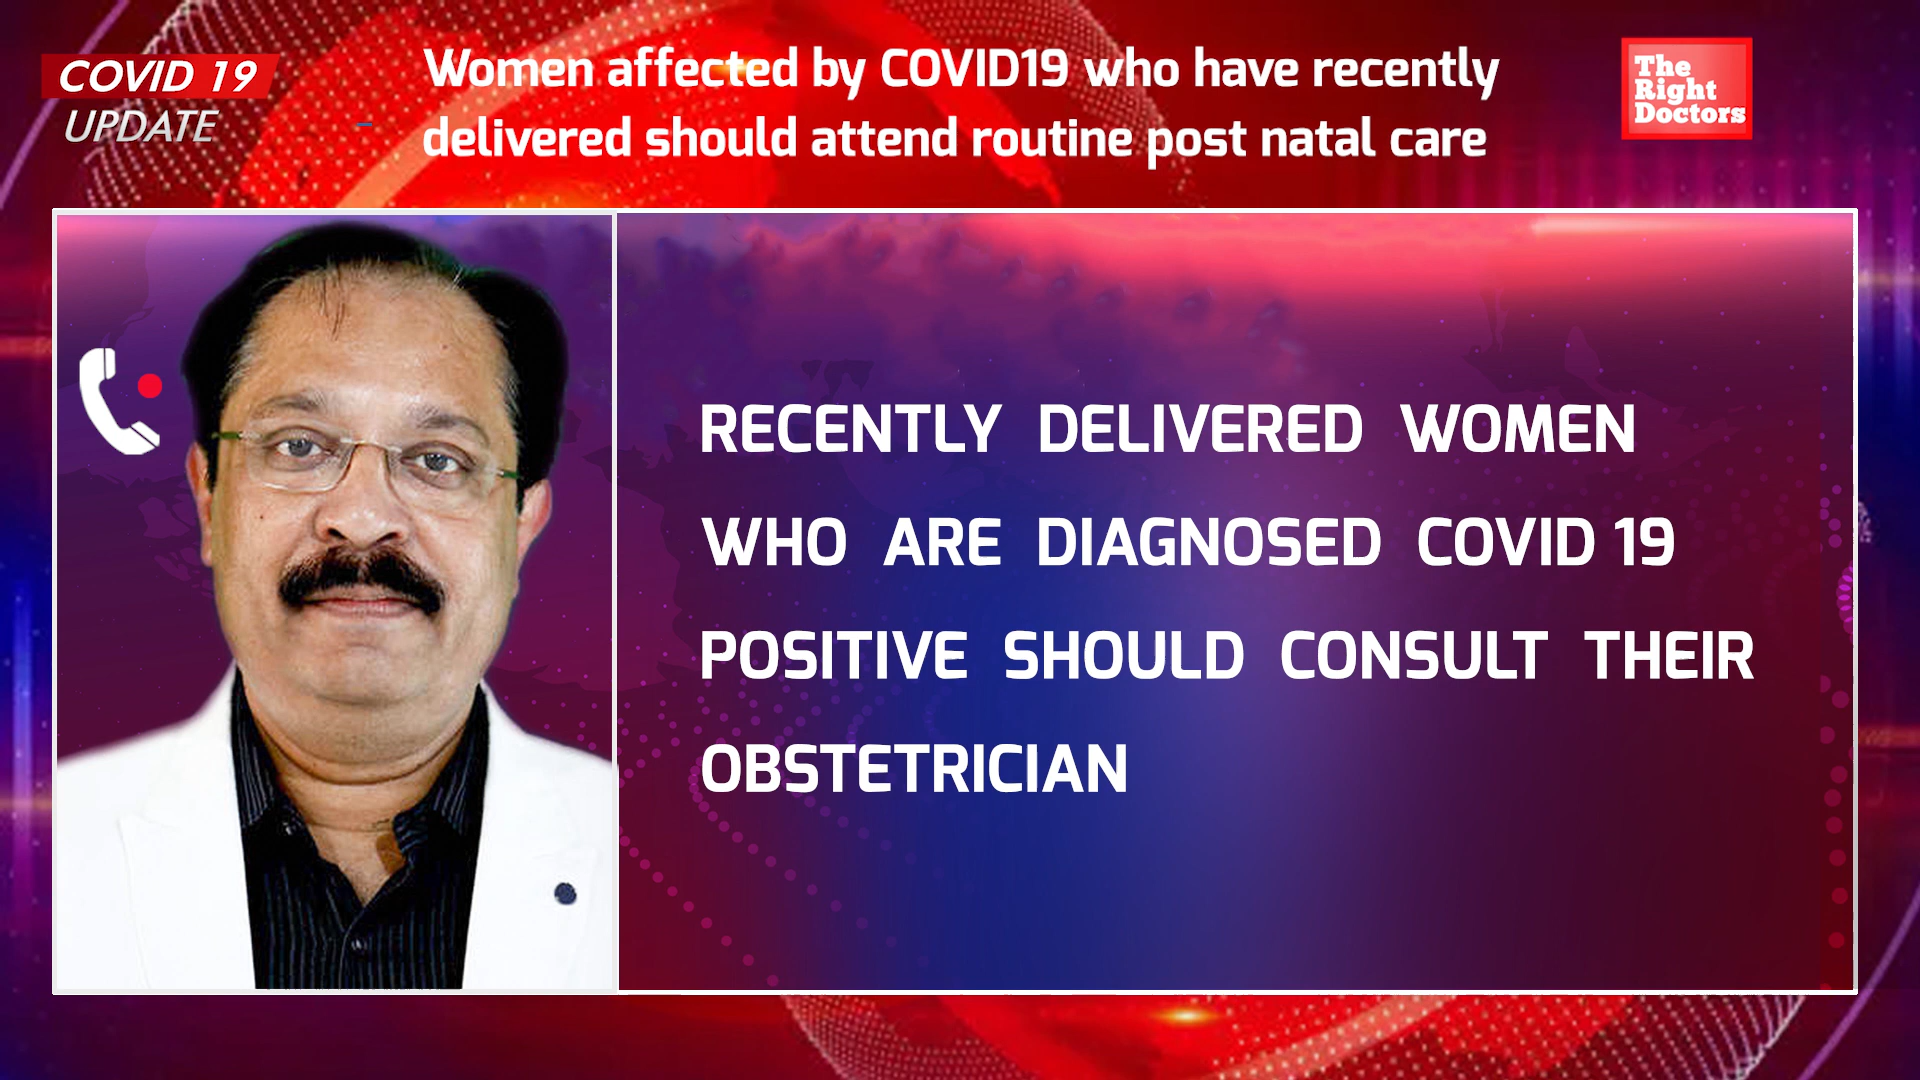 COVID 19
UPDATE
Women affected by COVID19 who have recently
delivered should attend routine post natal care
The
Right
Doctors
RECENTLY DELIVERED WOMEN
WHO ARE DIAGNOSED COVID 19
POSITIVE SHOULD CONSULT THEIR
OBSTETRICIAN